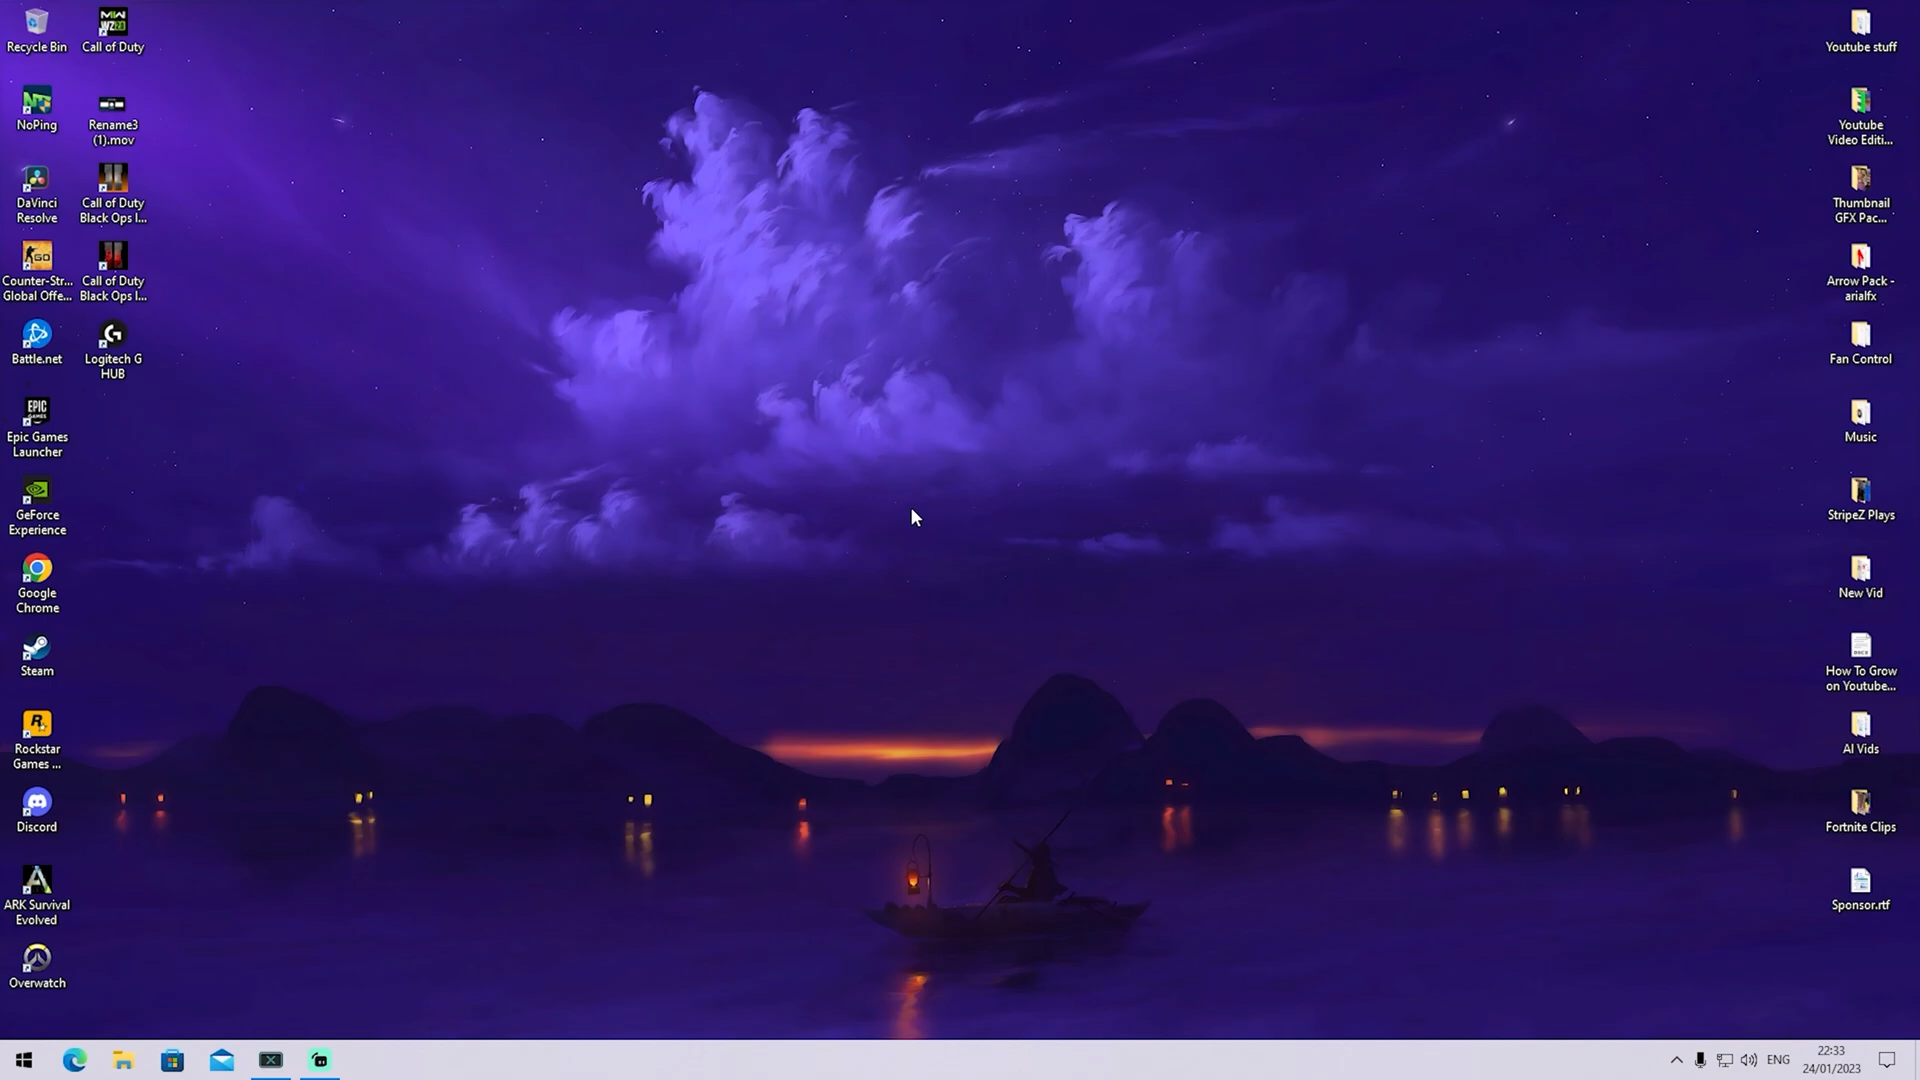 Recycle Bin
Call of Duty
NoPing
Rename3
(1).mov
DaVinci
Resolve
Call of Duty
Black Ops I...
Counter-Str...
Global Offe...
Call of Duty
Black Ops I...
Battle.net
Logitech G
HUB
EPIC
GAMES
Epic Games
Launcher
GeForce
Experience
Google
Chrome
Steam
Rockstar
Games ...
Discord
ARK Survival
Evolved
Overwatch
Youtube stuff
Youtube
Video Editi...
Thumbnail
GFX Pac...
Arrow Pack -
arialfx
Fan Control
Music
StripeZ Plays
New Vid
How To Grow
on Youtube...
AI Vids
Fortnite Clips
Sponsor.rtf
ENG
22:33
24/01/2023